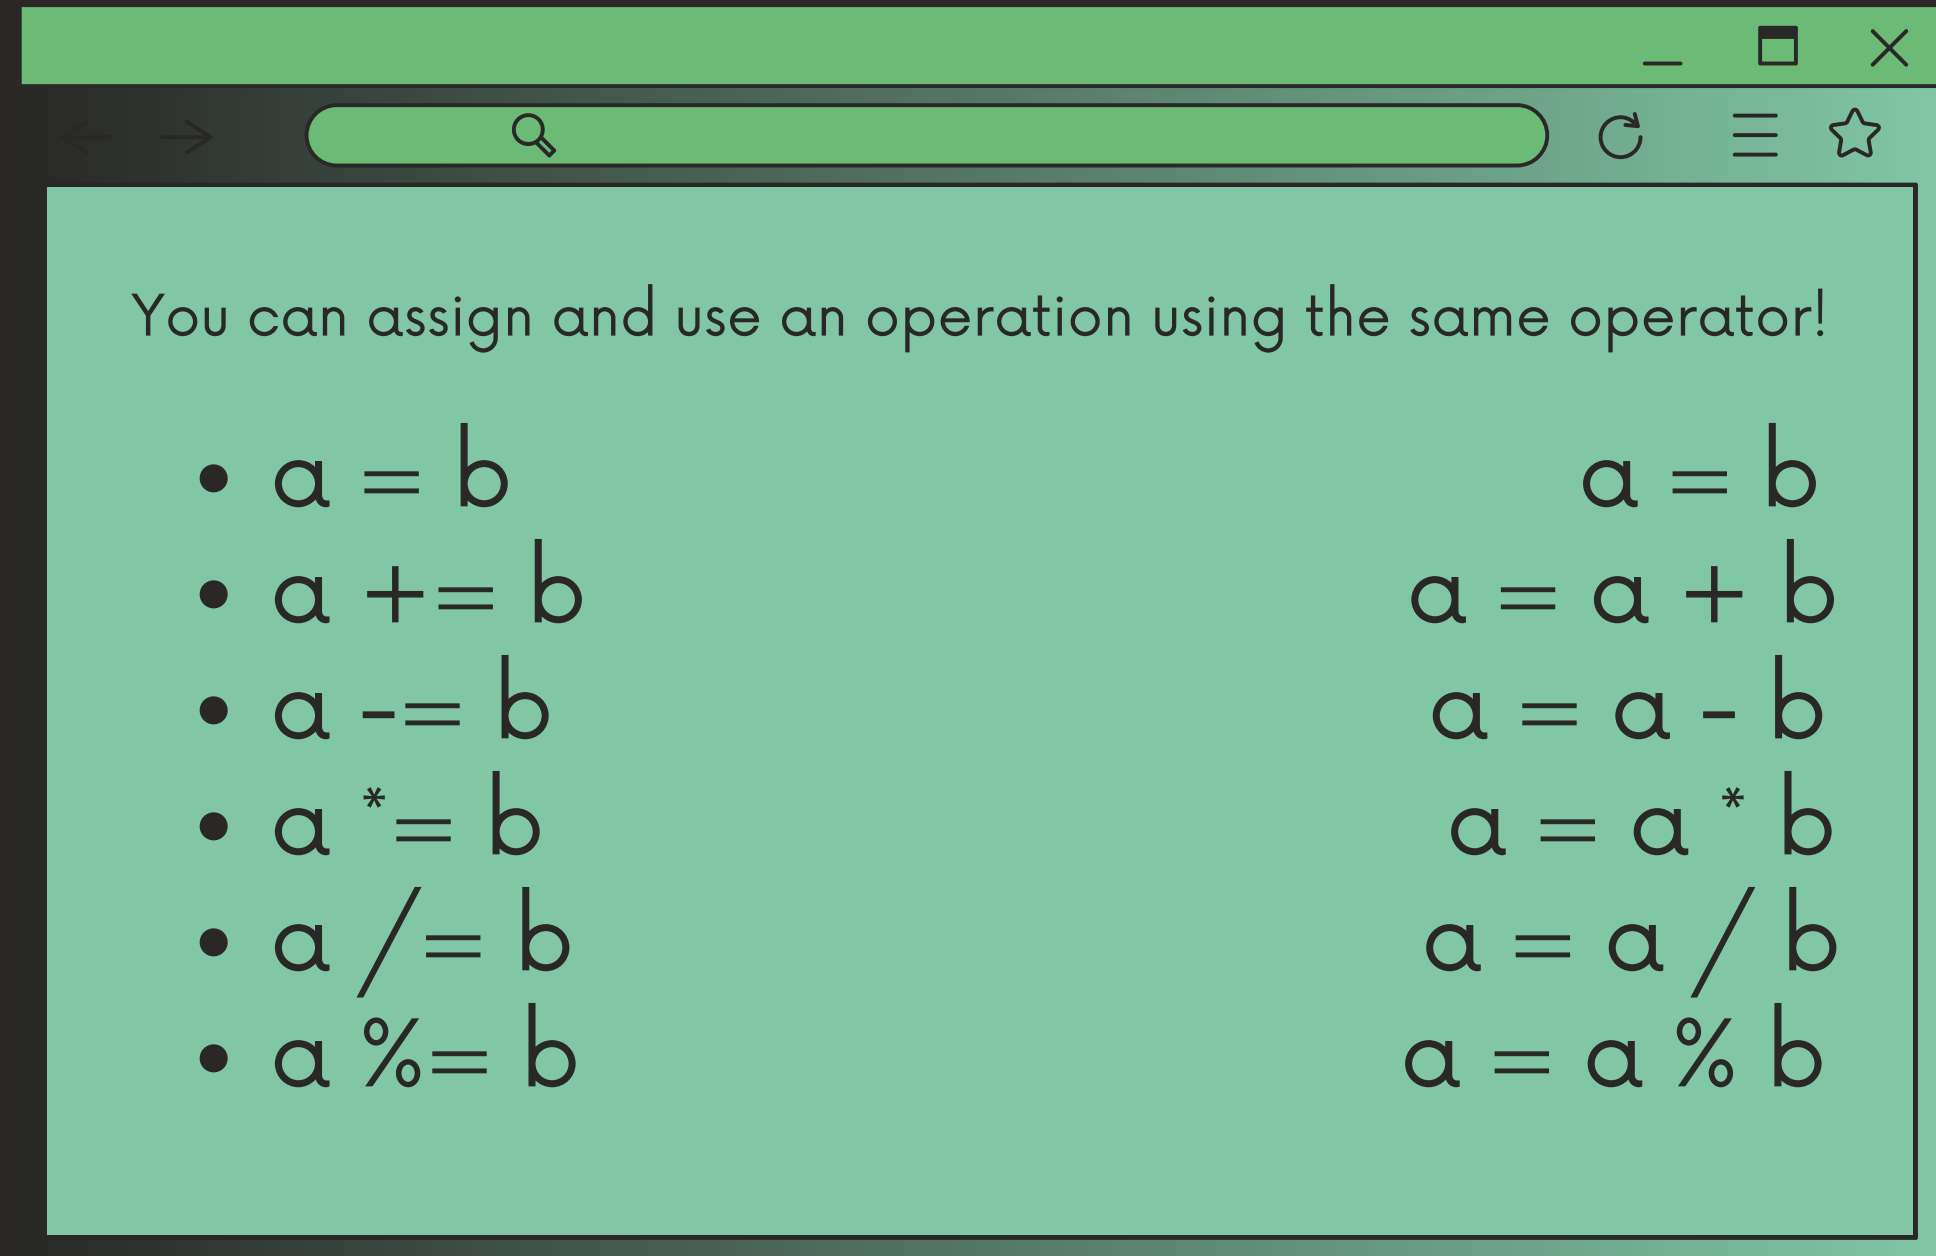 You can assign and use an operation using the same operator!
• a = b a = b
• a += b a = a + b
• a -= b a = a - b
• a *= b a = a * b
• a /= b a = a / b
• a %= b a = a % b